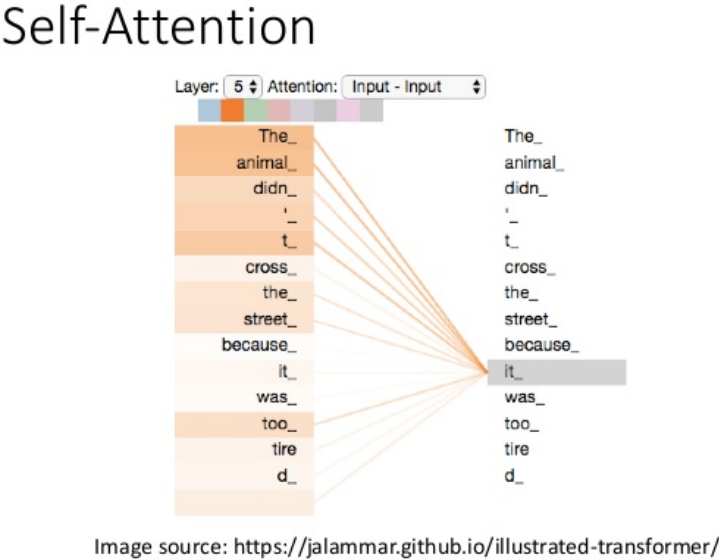 Self-Attention
Layer: 5 Attention: Input - Input
The_ The_
animal_ animal_
didn_ didn_
'_ '_
t_ t_
cross_ cross_
the_ the_
street_ street_
because_ because_
it_ it_
was_ was_
too_ too_
tire tire
d_ d_
Image source: https://jalammar.github.io/illustrated-transformer/